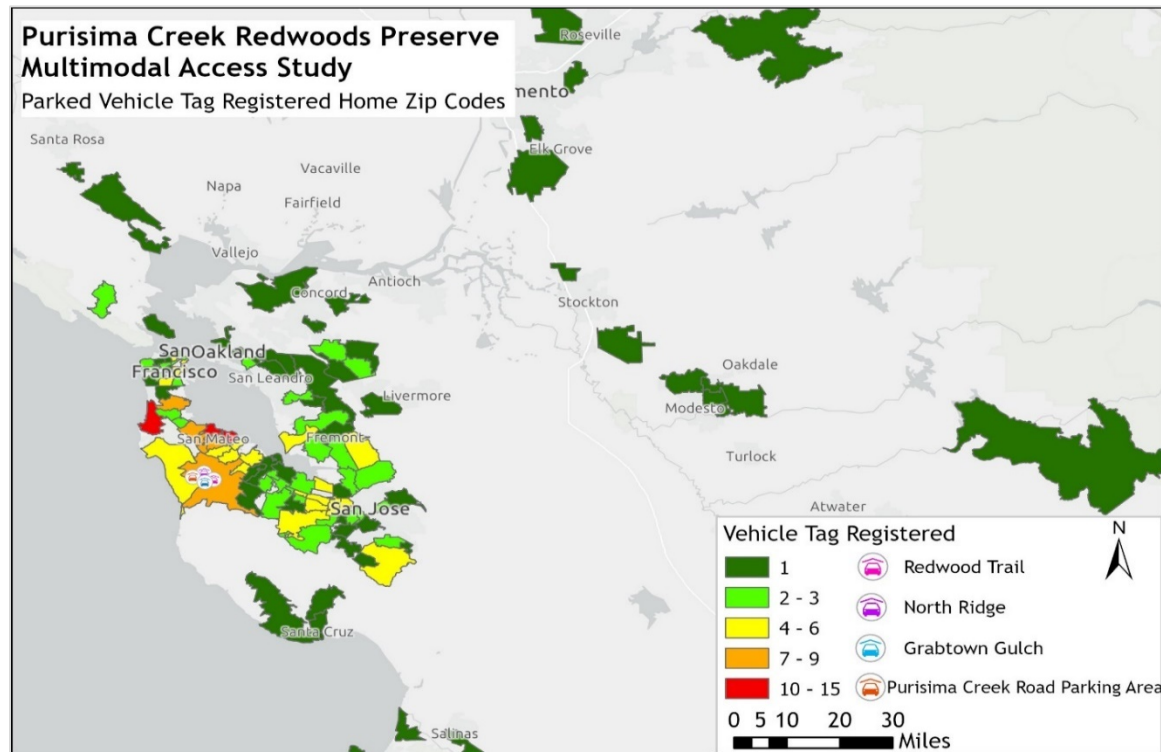 Purisima Creek Redwoods Preserve
Multimodal Access Study
Parked Vehicle Tag Registered Home Zip Codes
Roseville
mento
Santa Rosa
Elk Grove
Vacaville
Napa
Fairfield
Vallejo
Antioch
Concord
Stockton
SanOakland
Francisco
San Leandro
Oakdale
Livermore
Modesto
San Mateo
Fremont
Turlock
San Jose
Atwater
Santa Cruz
Salinas
Vehicle Tag Registered
N
1
Redwood Trail
2 - 3
North Ridge
4 - 6
Grabtown Gulch
7 - 9
Purisima Creek Road Parking Area
10 - 15
0 5 10 20 30
Miles